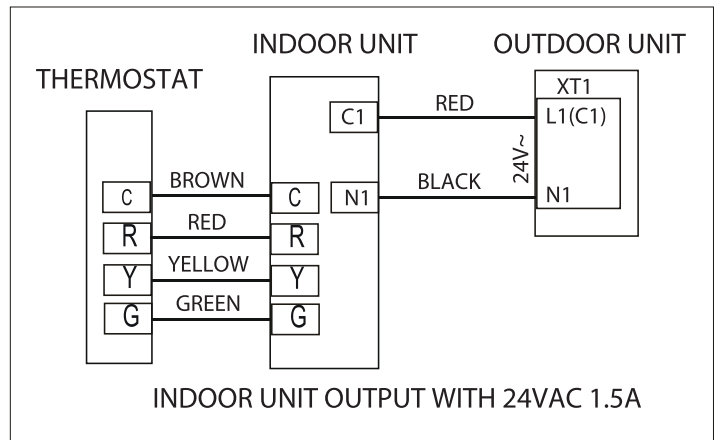 INDOOR UNIT
OUTDOOR UNIT
THERMOSTAT
XT1
C1
RED
L1(C1)
24V~
C
BROWN
C
N1
BLACK
N1
R
RED
R
Y
YELLOW
Y
G
GREEN
G
INDOOR UNIT OUTPUT WITH 24VAC 1.5A